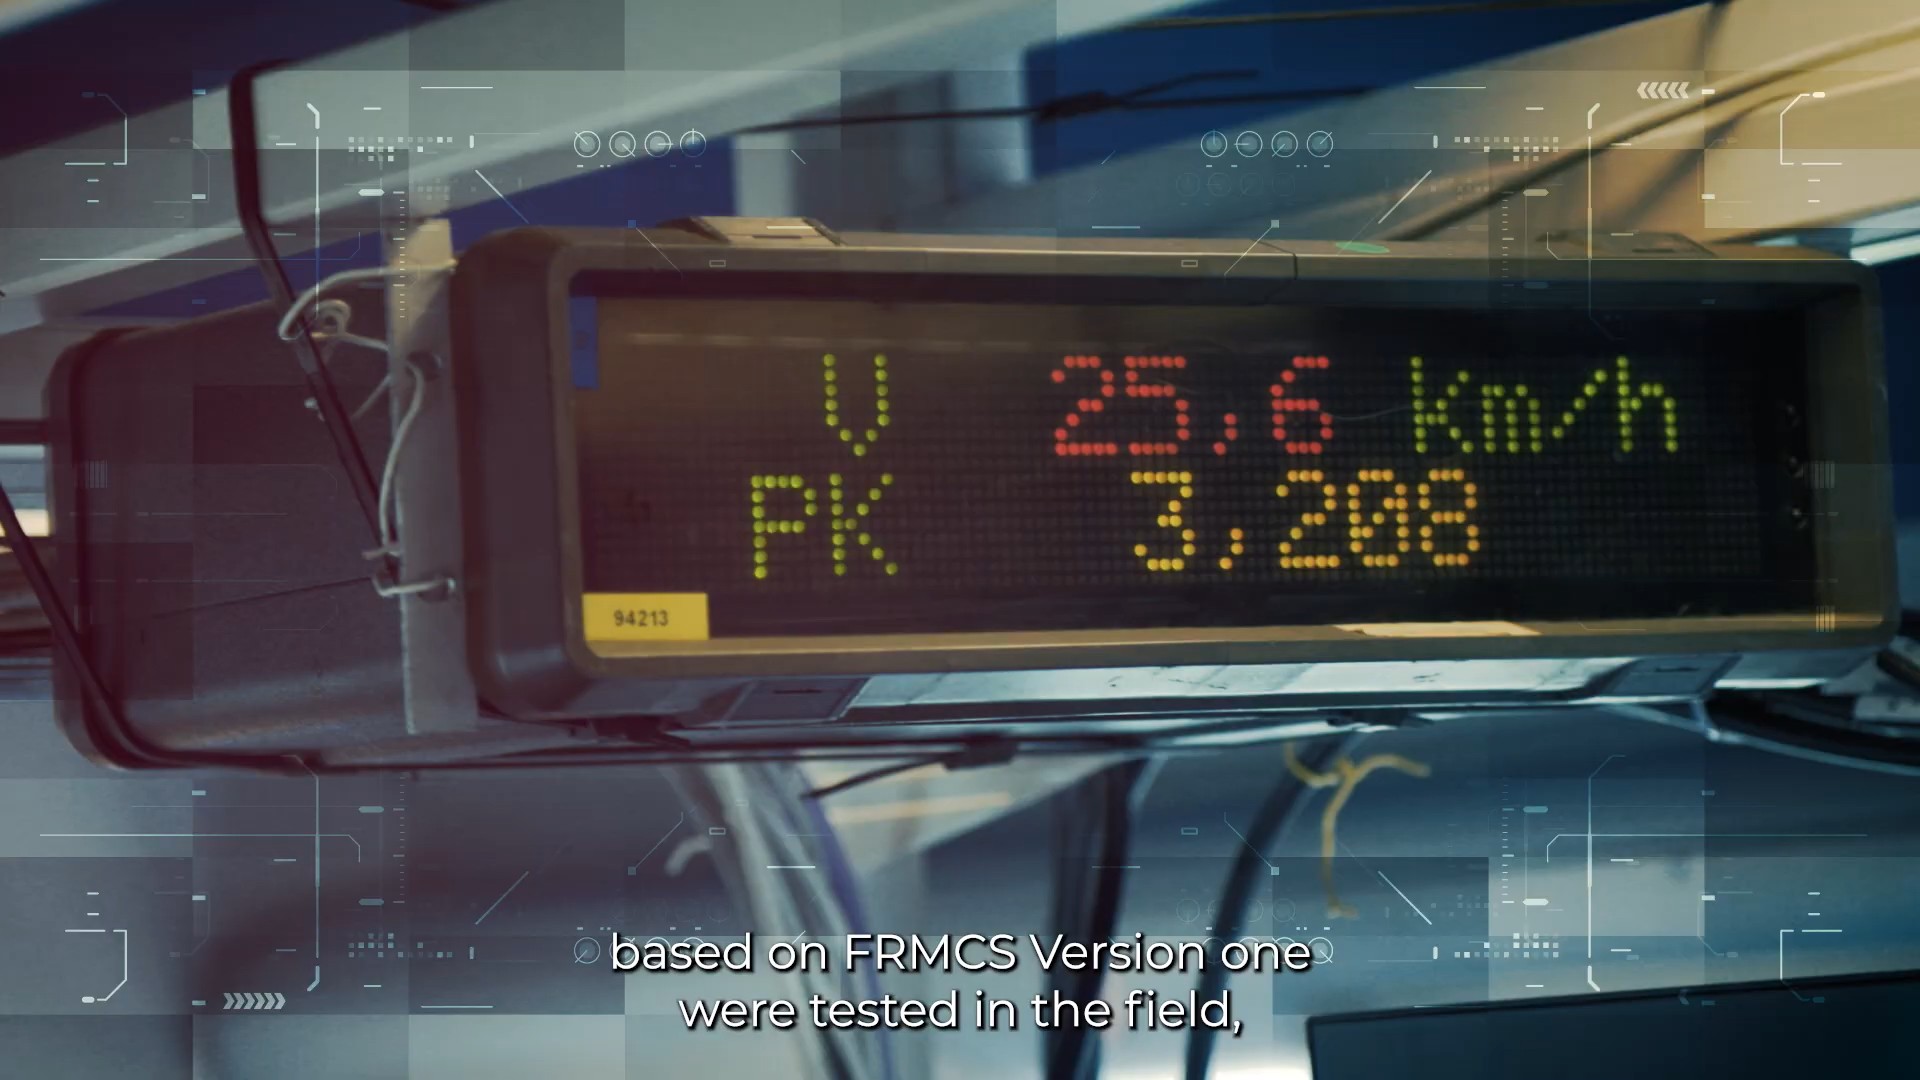 V 25,6 km/h
PK 3,208
94213
based on FRMCS Version one
were tested in the field,